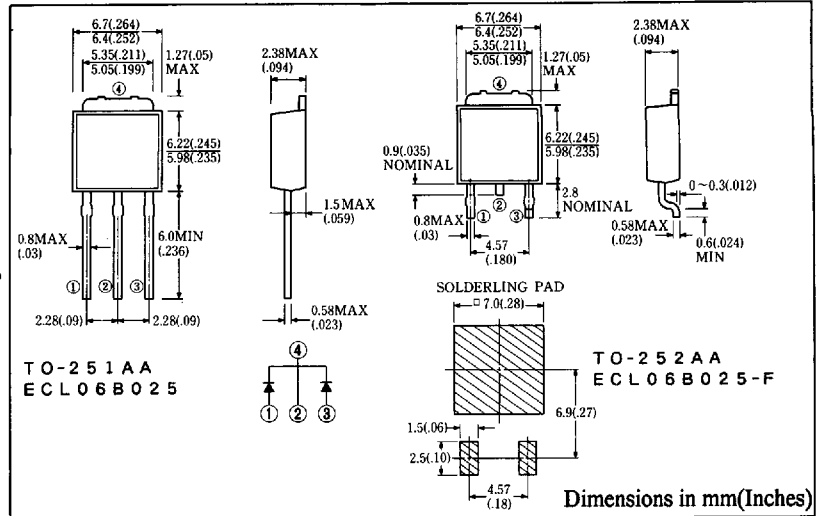 6.7(.264)
6.4(.252)
5.35(.211)
5.05(.199)
1.27(.05)
MAX
④
6.22(.245)
5.98(.235)
0.8MAX
(.03)
6.0MIN
(.236)
① ② ③
2.28(.09) 2.28(.09)
2.38MAX
(.094)
1.5MAX
(.059)
0.58MAX
(.023)
TO-251AA
ECL06B025
④
① ② ③
6.7(.264)
6.4(.252)
5.35(.211)
5.05(.199)
1.27(.05)
MAX
④
6.22(.245)
5.98(.235)
0.9(.035)
NOMINAL
2.8
NOMINAL
0.8MAX
(.03)
① ② ③
4.57
(.180)
2.38MAX
(.094)
0~0.3(.012)
0.58MAX
(.023)
0.6(.024)
MIN
SOLDERLING PAD
□ 7.0(.28)
6.9(.27)
1.5(.06)
2.5(.10)
4.57
(.18)
TO-252AA
ECL06B025-F
Dimensions in mm(Inches)